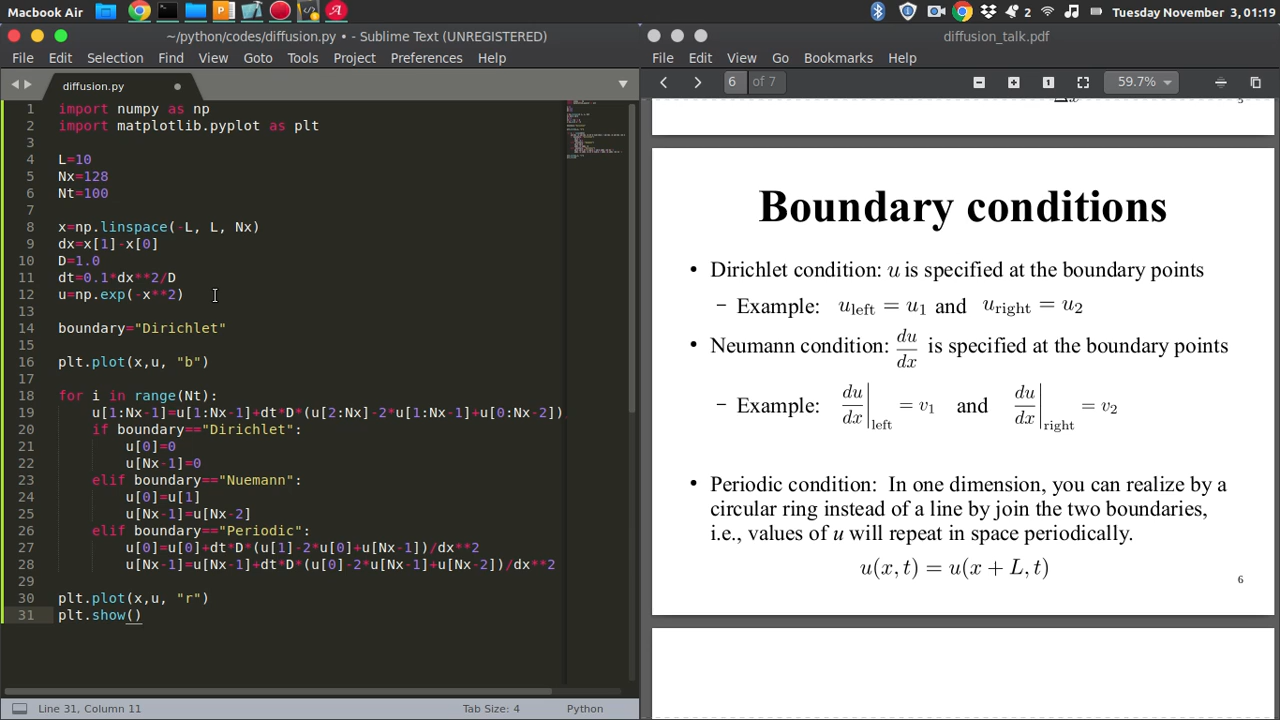 Macbook Air
2
Tuesday November 3, 01:19
~/python/codes/diffusion.py • - Sublime Text (UNREGISTERED)
File Edit Selection Find View Goto Tools Project Preferences Help
diffusion.py
1 import numpy as np
2 import matplotlib.pyplot as plt
3
4 L=10
5 Nx=128
6 Nt=100
7
8 x=np.linspace(-L, L, Nx)
9 dx=x[1]-x[0]
10 D=1.0
11 dt=0.1*dx**2/D
12 u=np.exp(-x**2)
13
14 boundary="Dirichlet"
15
16 plt.plot(x,u, "b")
17
18 for i in range(Nt):
19 u[1:Nx-1]=u[1:Nx-1]+dt*D*(u[2:Nx]-2*u[1:Nx-1]+u[0:Nx-2])
20 if boundary=="Dirichlet":
21 u[0]=0
22 u[Nx-1]=0
23 elif boundary=="Nuemann":
24 u[0]=u[1]
25 u[Nx-1]=u[Nx-2]
26 elif boundary=="Periodic":
27 u[0]=u[0]+dt*D*(u[1]-2*u[0]+u[Nx-1])/dx**2
28 u[Nx-1]=u[Nx-1]+dt*D*(u[0]-2*u[Nx-1]+u[Nx-2])/dx**2
29
30 plt.plot(x,u, "r")
31 plt.show()
Line 31, Column 11
Tab Size: 4
Python
diffusion_talk.pdf
File Edit View Go Bookmarks Help
6 of 7
1
59.7%
5
Boundary conditions
• Dirichlet condition: u is specified at the boundary points
– Example: u_left = u_1 and u_right = u_2
• Neumann condition: du/dx is specified at the boundary points
– Example: du/dx|_left = v_1 and du/dx|_right = v_2
• Periodic condition: In one dimension, you can realize by a
circular ring instead of a line by join the two boundaries,
i.e., values of u will repeat in space periodically.
u(x, t) = u(x + L, t)
6